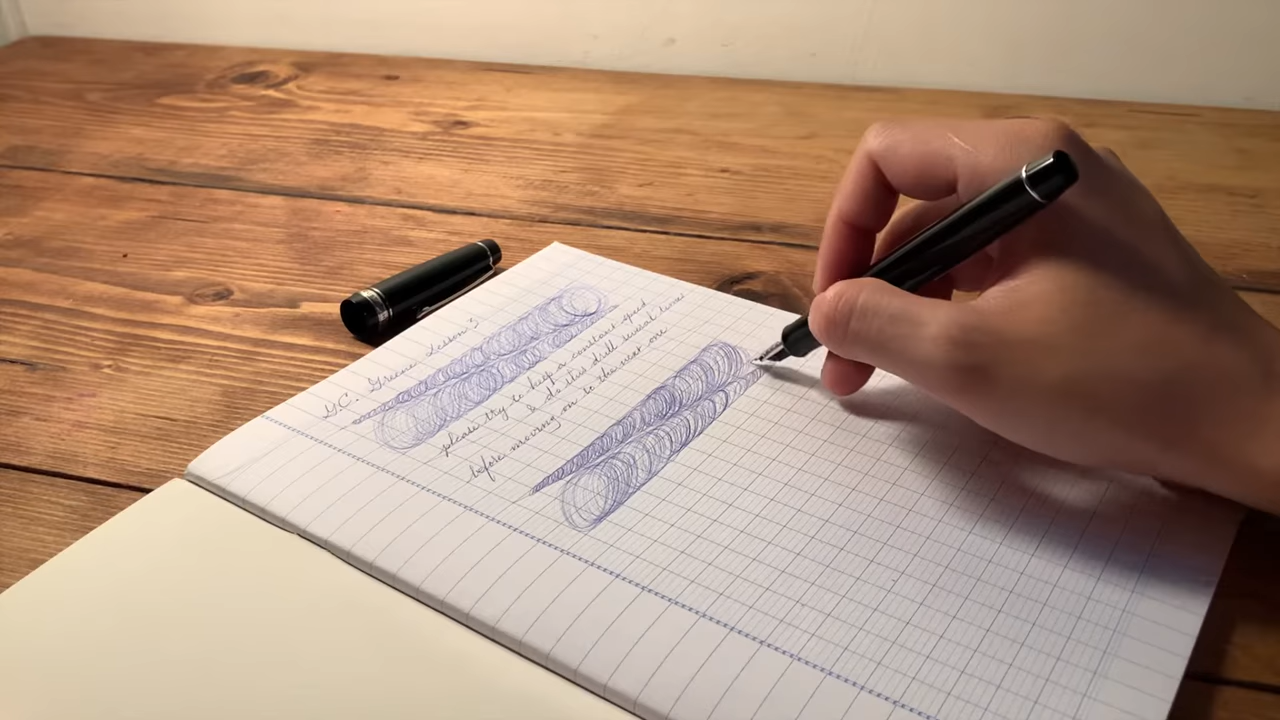 G.C. Greene Lesson 3
please try to keep a constant speed
& do this drill several times
before moving on to the next one